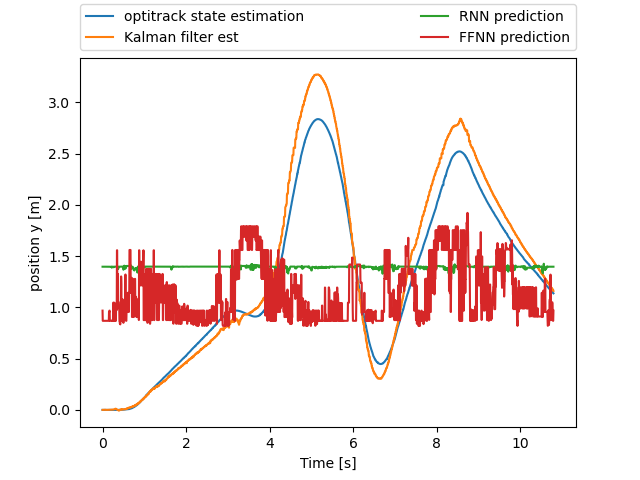 optitrack state estimation
Kalman filter est
RNN prediction
FFNN prediction
position y [m]
3.0
2.5
2.0
1.5
1.0
0.5
0.0
0 2 4 6 8 10
Time [s]